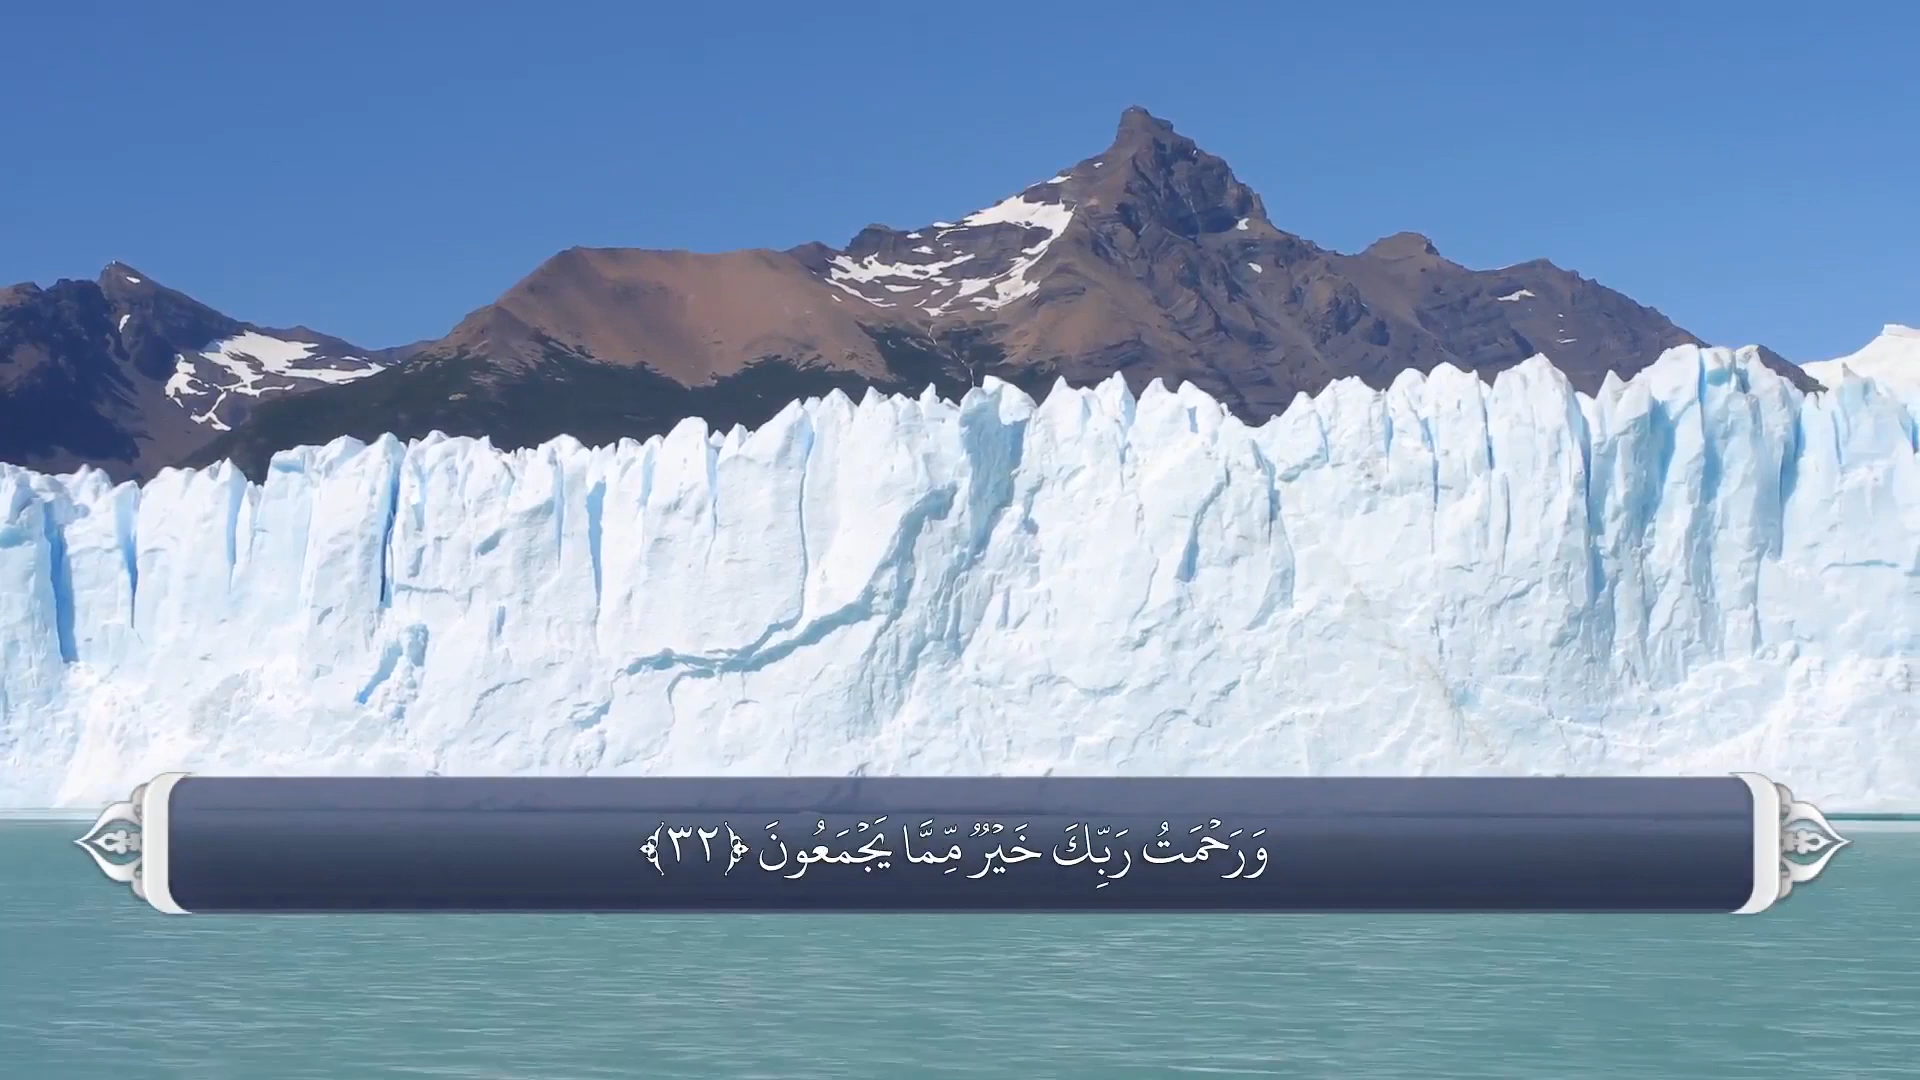 وَرَحْمَتُ رَبِّكَ خَيْرٌ مِّمَّا يَجْمَعُونَ ﴿٣٢﴾